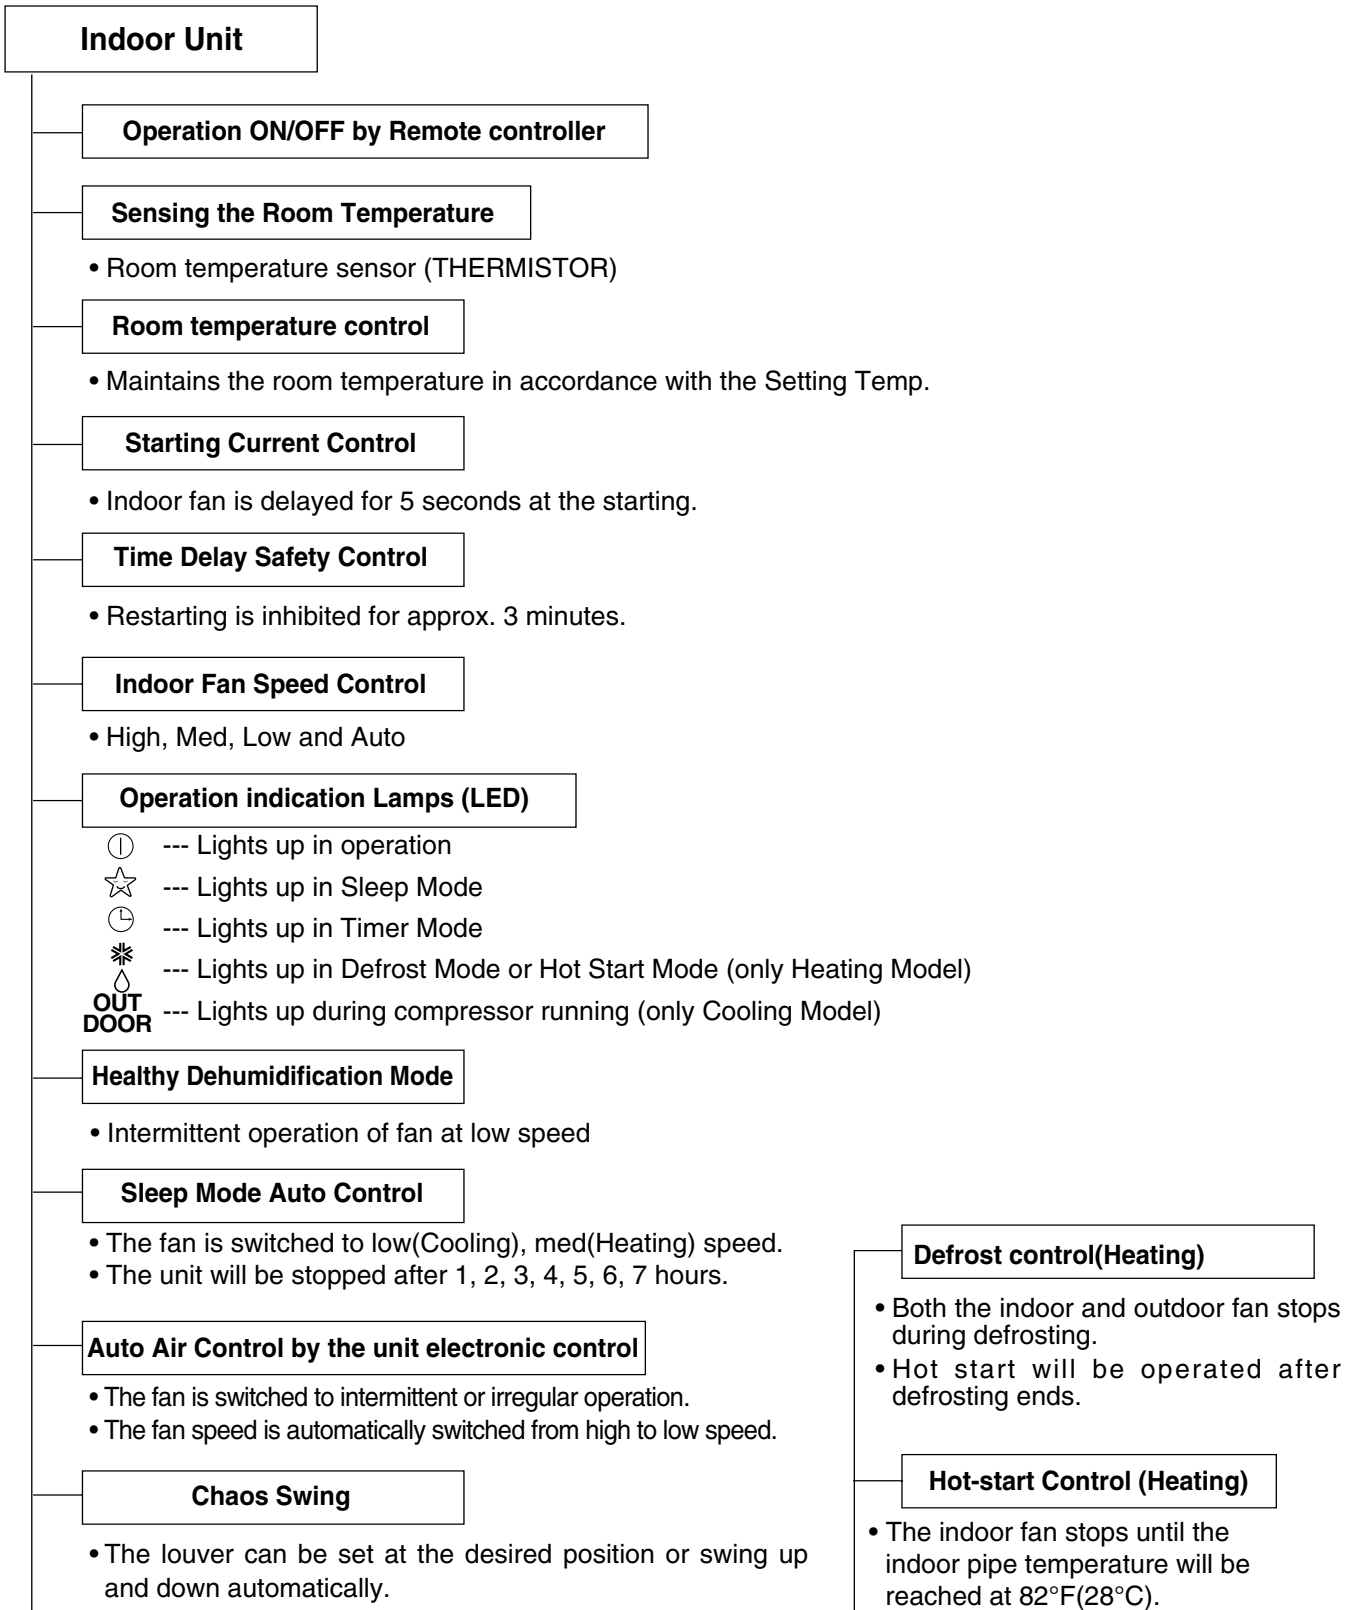 Indoor Unit
Operation ON/OFF by Remote controller
Sensing the Room Temperature
• Room temperature sensor (THERMISTOR)
Room temperature control
• Maintains the room temperature in accordance with the Setting Temp.
Starting Current Control
• Indoor fan is delayed for 5 seconds at the starting.
Time Delay Safety Control
• Restarting is inhibited for approx. 3 minutes.
Indoor Fan Speed Control
• High, Med, Low and Auto
Operation indication Lamps (LED)
--- Lights up in operation
--- Lights up in Sleep Mode
--- Lights up in Timer Mode
--- Lights up in Defrost Mode or Hot Start Mode (only Heating Model)
OUT
DOOR --- Lights up during compressor running (only Cooling Model)
Healthy Dehumidification Mode
• Intermittent operation of fan at low speed
Sleep Mode Auto Control
• The fan is switched to low(Cooling), med(Heating) speed.
• The unit will be stopped after 1, 2, 3, 4, 5, 6, 7 hours.
Auto Air Control by the unit electronic control
• The fan is switched to intermittent or irregular operation.
• The fan speed is automatically switched from high to low speed.
Chaos Swing
• The louver can be set at the desired position or swing up
and down automatically.
Defrost control(Heating)
• Both the indoor and outdoor fan stops
during defrosting.
• Hot start will be operated after
defrosting ends.
Hot-start Control (Heating)
• The indoor fan stops until the
indoor pipe temperature will be
reached at 82°F(28°C).